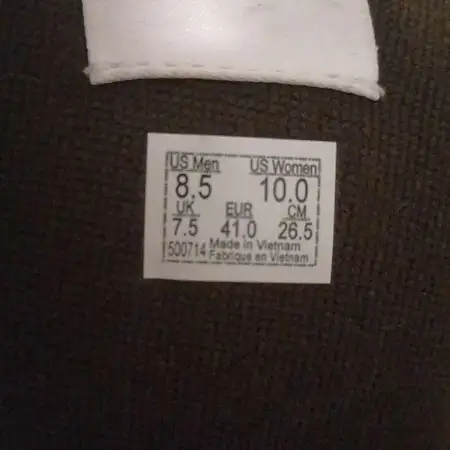 US Men US Women
8.5 10.0
UK EUR CM
7.5 41.0 26.5
500714 Made in Vietnam
Fabrique en Vietnam